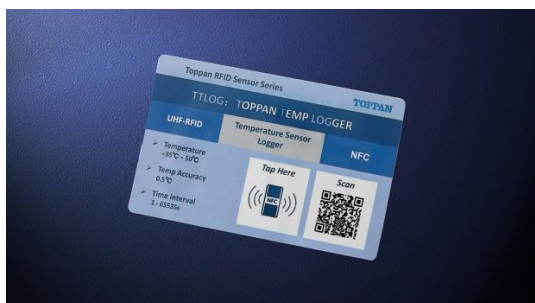 Toppan RFID Sensor Series
TOPPAN
TTLOG: TOPPAN TEMP LOGGER
UHF-RFID
Temperature Sensor
Logger
NFC
➢ Temperature
-35℃ - 50℃
➢ Temp Accuracy
0.5℃
➢ Time interval
1 - 65535s
Tap Here
NFC
Scan